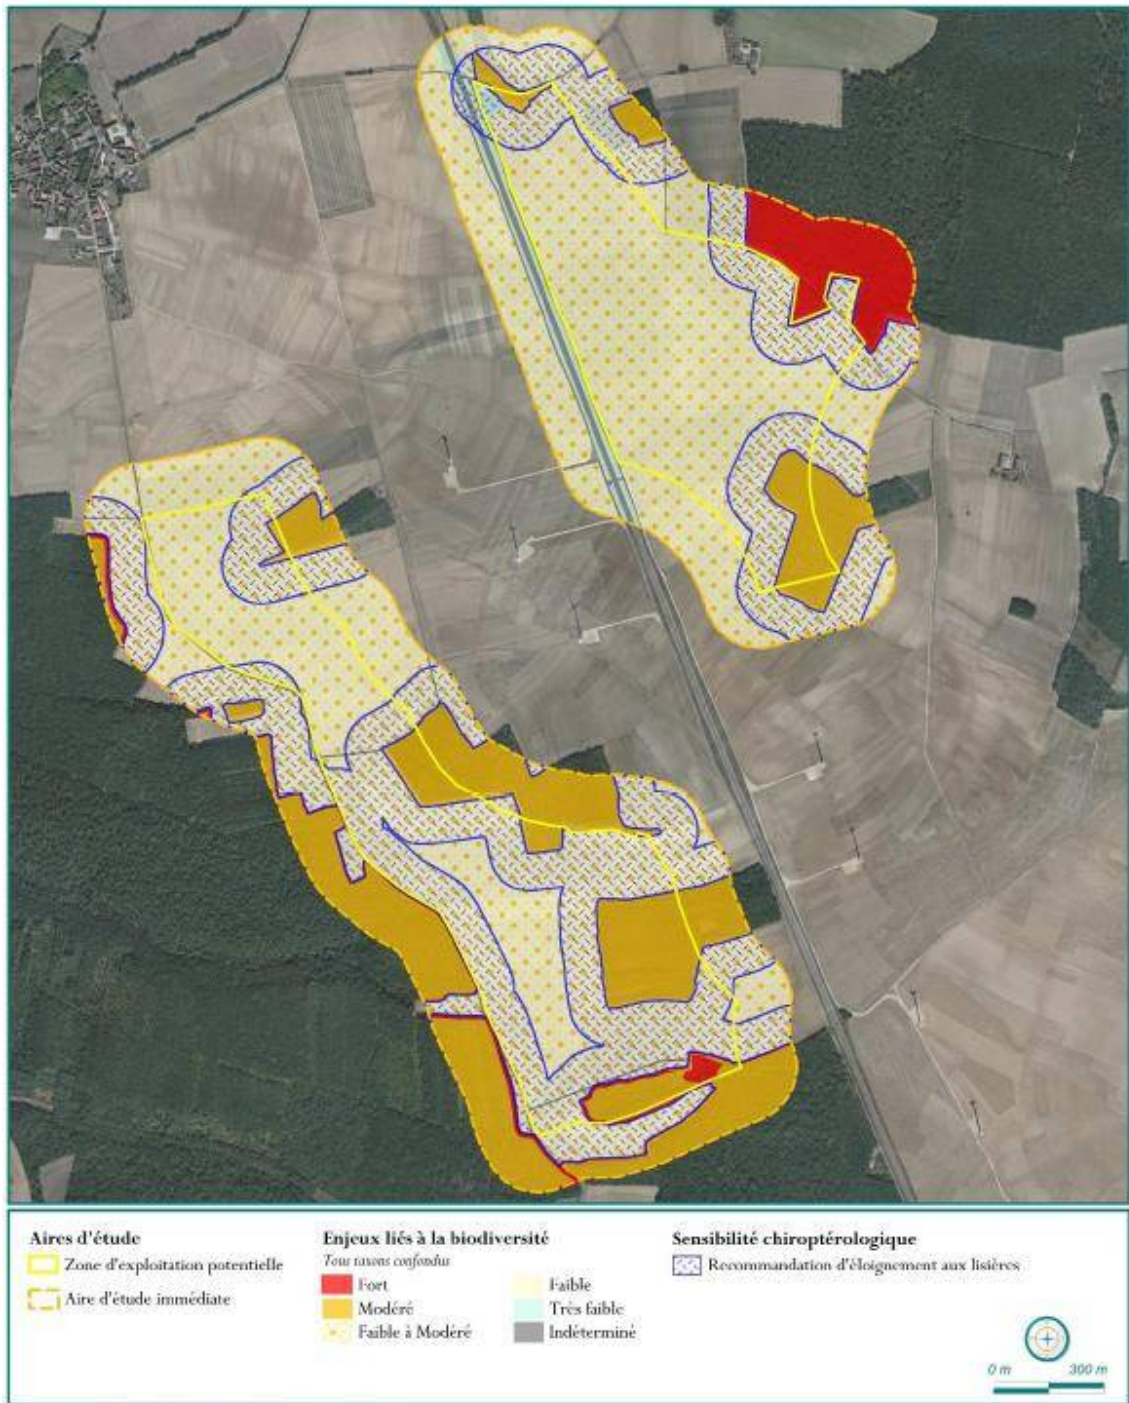 Aires d'étude
Zone d'exploitation potentielle
Aire d'étude immédiate
Enjeux liés à la biodiversité
Tous taxons confondus
Fort
Modéré
Faible à Modéré
Faible
Très faible
Indéterminé
Sensibilité chiroptérologique
Recommandation d'éloignement aux lisières
0 m 300 m